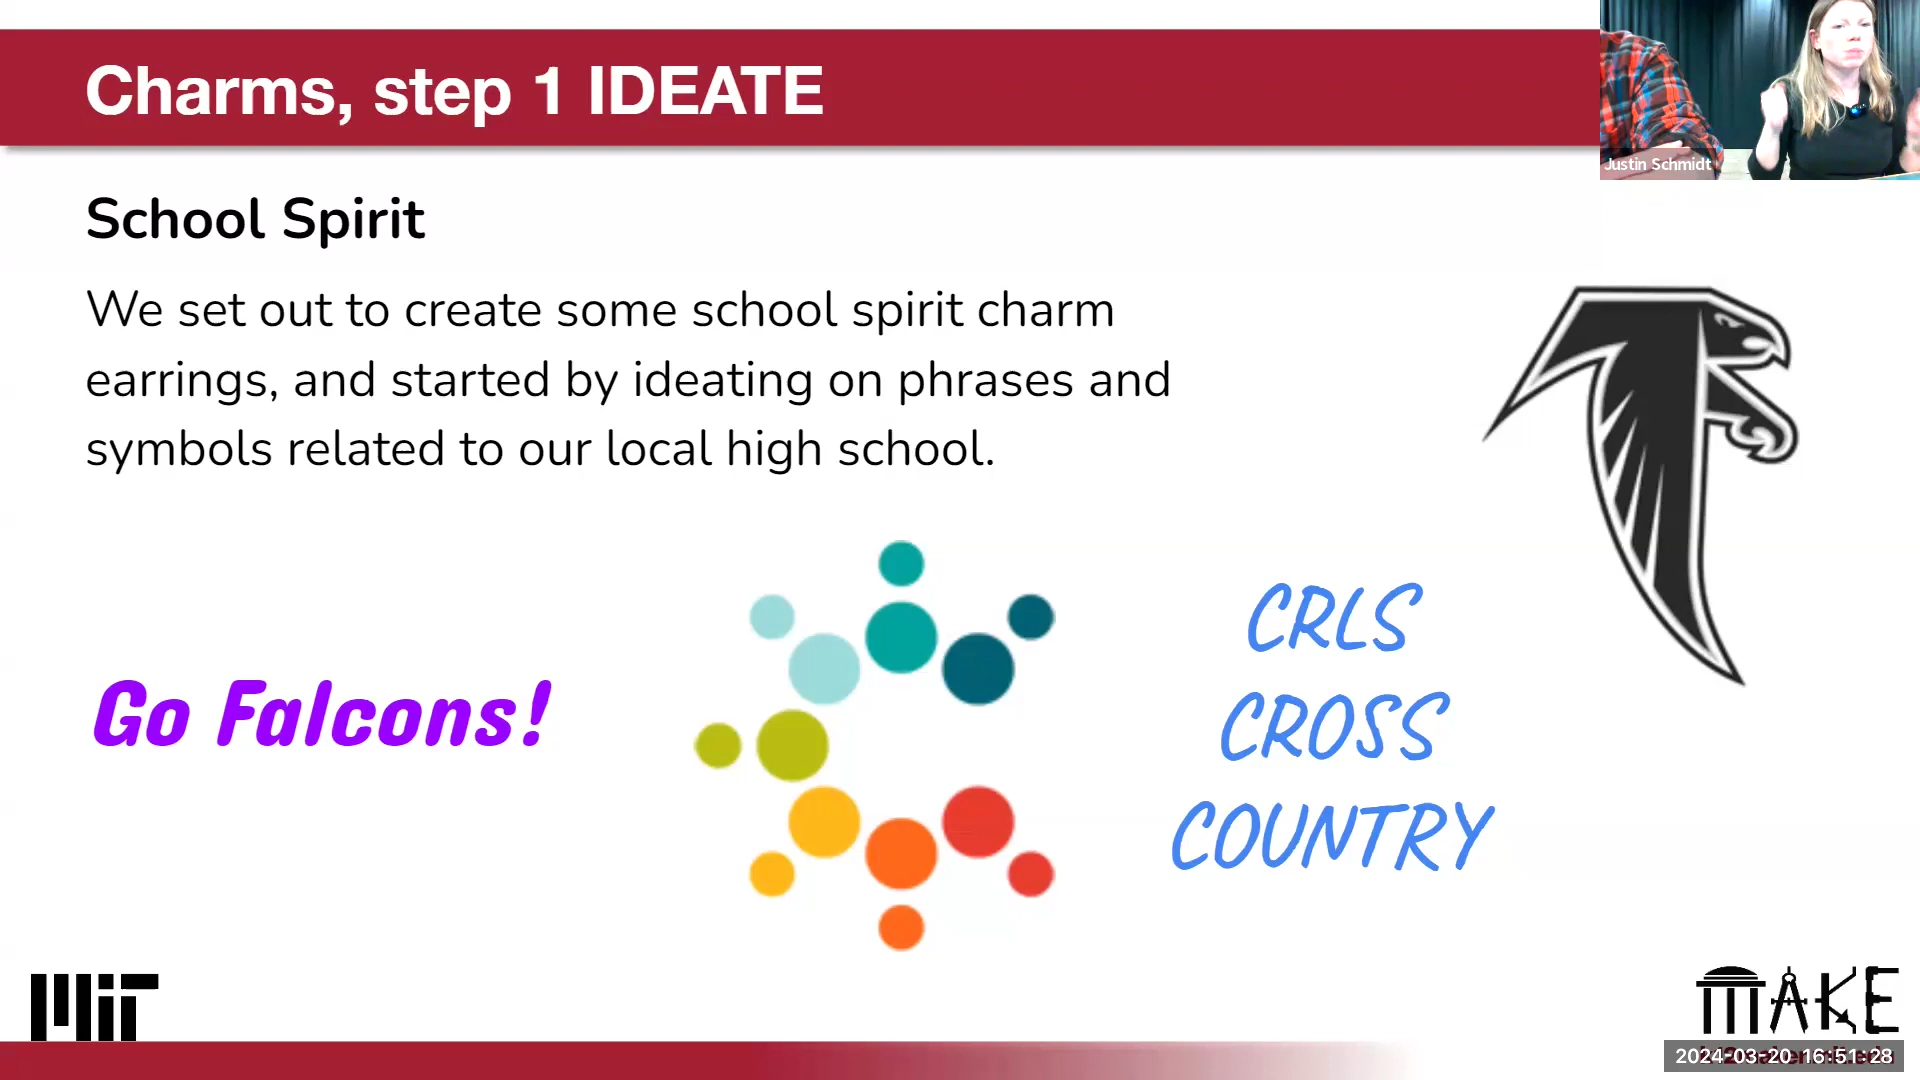 Charms, step 1 IDEATE
Justin Schmidt
School Spirit
We set out to create some school spirit charm
earrings, and started by ideating on phrases and
symbols related to our local high school.
Go Falcons!
CRLS
CROSS
COUNTRY
MIT
MAKE
2024-03-20 16:51:28